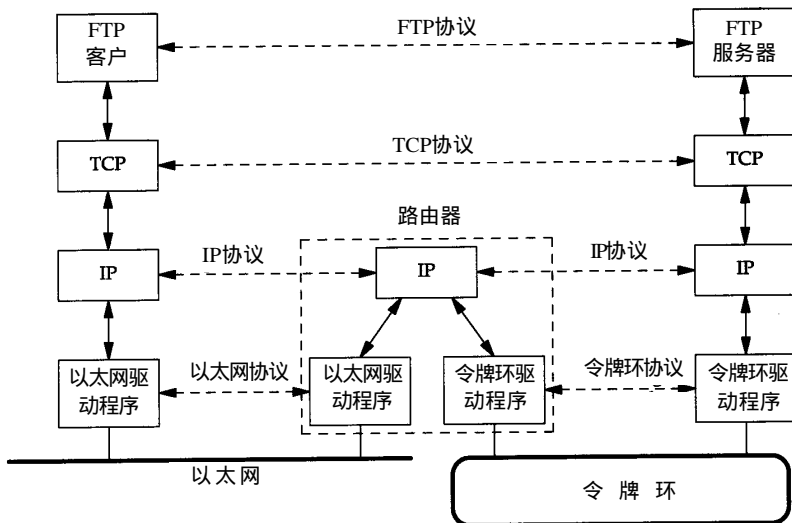 FTP
客户
FTP协议
FTP
服务器
TCP
TCP协议
TCP
路由器
IP
IP协议
IP
IP协议
IP
以太网驱
动程序
以太网协议
以太网驱
动程序
令牌环驱
动程序
令牌环协议
令牌环驱
动程序
以太网
令牌环